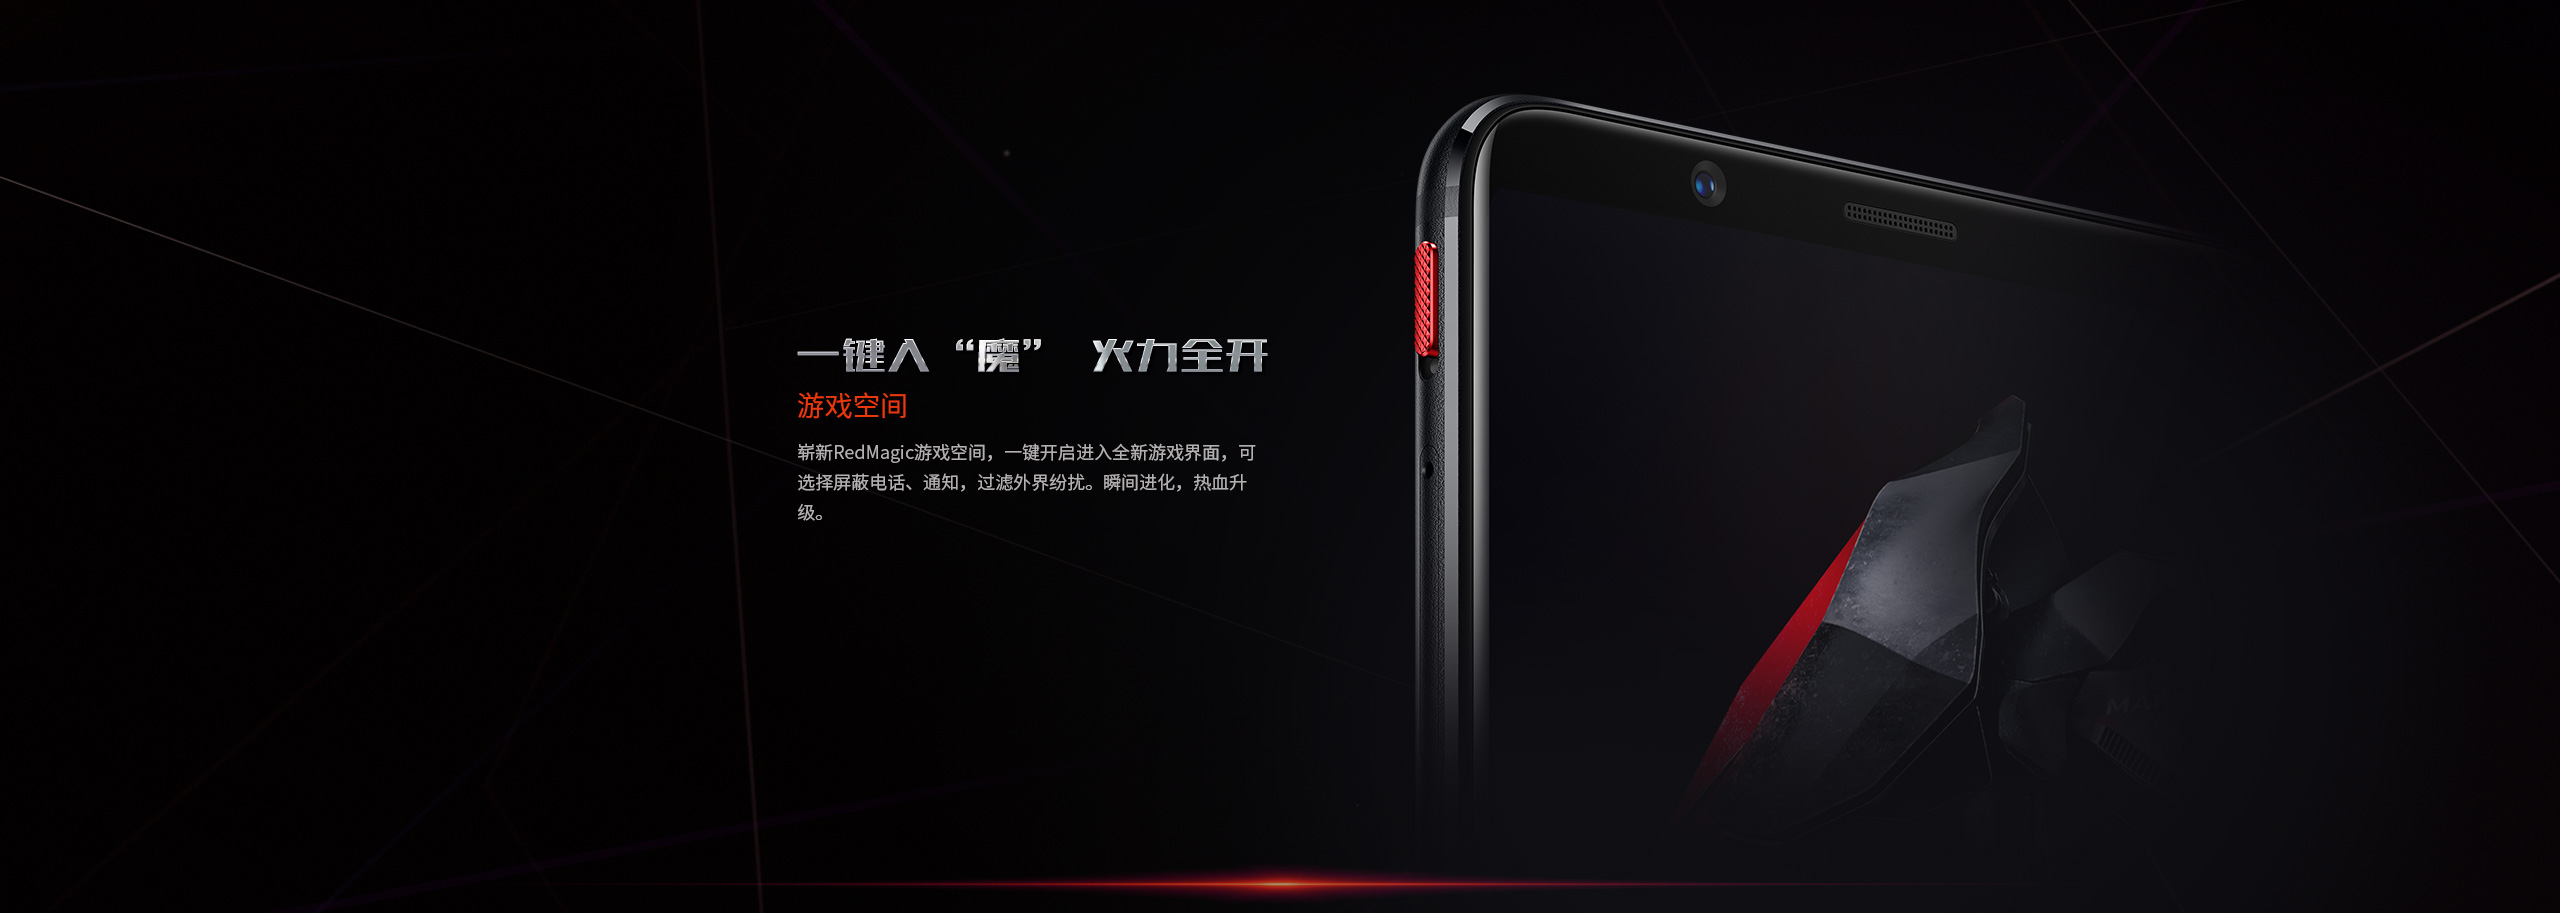 一键入“魔” 火力全开
游戏空间
崭新RedMagic游戏空间，一键开启进入全新游戏界面，可
选择屏蔽电话、通知，过滤外界纷扰。瞬间进化，热血升
级。